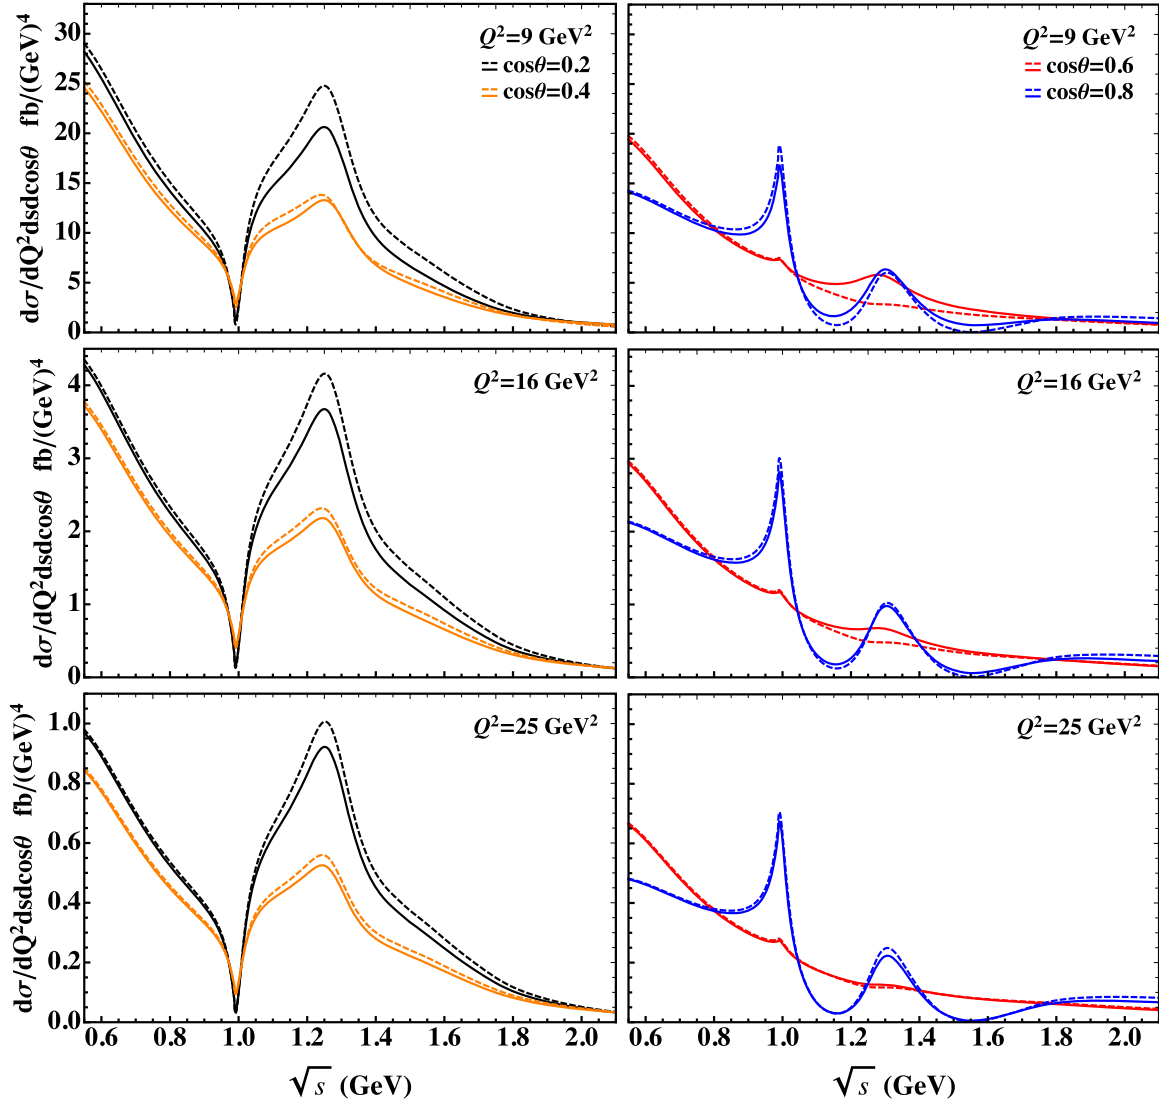 dσ/dQ²dsdcosθ fb/(GeV)⁴
30
25
20
15
10
5
0
Q²=9 GeV²
cosθ=0.2
cosθ=0.4
Q²=9 GeV²
cosθ=0.6
cosθ=0.8
dσ/dQ²dsdcosθ fb/(GeV)⁴
4
3
2
1
0
Q²=16 GeV²
Q²=16 GeV²
dσ/dQ²dsdcosθ fb/(GeV)⁴
1.0
0.8
0.6
0.4
0.2
0.0
Q²=25 GeV²
Q²=25 GeV²
0.6 0.8 1.0 1.2 1.4 1.6 1.8 2.0
0.6 0.8 1.0 1.2 1.4 1.6 1.8 2.0
√s (GeV)
√s (GeV)